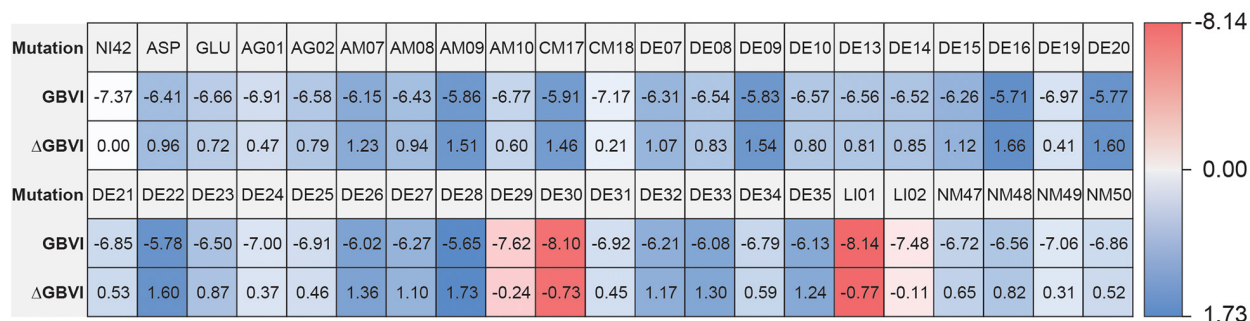 Mutation NI42 ASP GLU AG01 AG02 AM07 AM08 AM09 AM10 CM17 CM18 DE07 DE08 DE09 DE10 DE13 DE14 DE15 DE16 DE19 DE20
GBVI -7.37 -6.41 -6.66 -6.91 -6.58 -6.15 -6.43 -5.86 -6.77 -5.91 -7.17 -6.31 -6.54 -5.83 -6.57 -6.56 -6.52 -6.26 -5.71 -6.97 -5.77
ΔGBVI 0.00 0.96 0.72 0.47 0.79 1.23 0.94 1.51 0.60 1.46 0.21 1.07 0.83 1.54 0.80 0.81 0.85 1.12 1.66 0.41 1.60
Mutation DE21 DE22 DE23 DE24 DE25 DE26 DE27 DE28 DE29 DE30 DE31 DE32 DE33 DE34 DE35 LI01 LI02 NM47 NM48 NM49 NM50
GBVI -6.85 -5.78 -6.50 -7.00 -6.91 -6.02 -6.27 -5.65 -7.62 -8.10 -6.92 -6.21 -6.08 -6.79 -6.13 -8.14 -7.48 -6.72 -6.56 -7.06 -6.86
ΔGBVI 0.53 1.60 0.87 0.37 0.46 1.36 1.10 1.73 -0.24 -0.73 0.45 1.17 1.30 0.59 1.24 -0.77 -0.11 0.65 0.82 0.31 0.52
-8.14
0.00
1.73